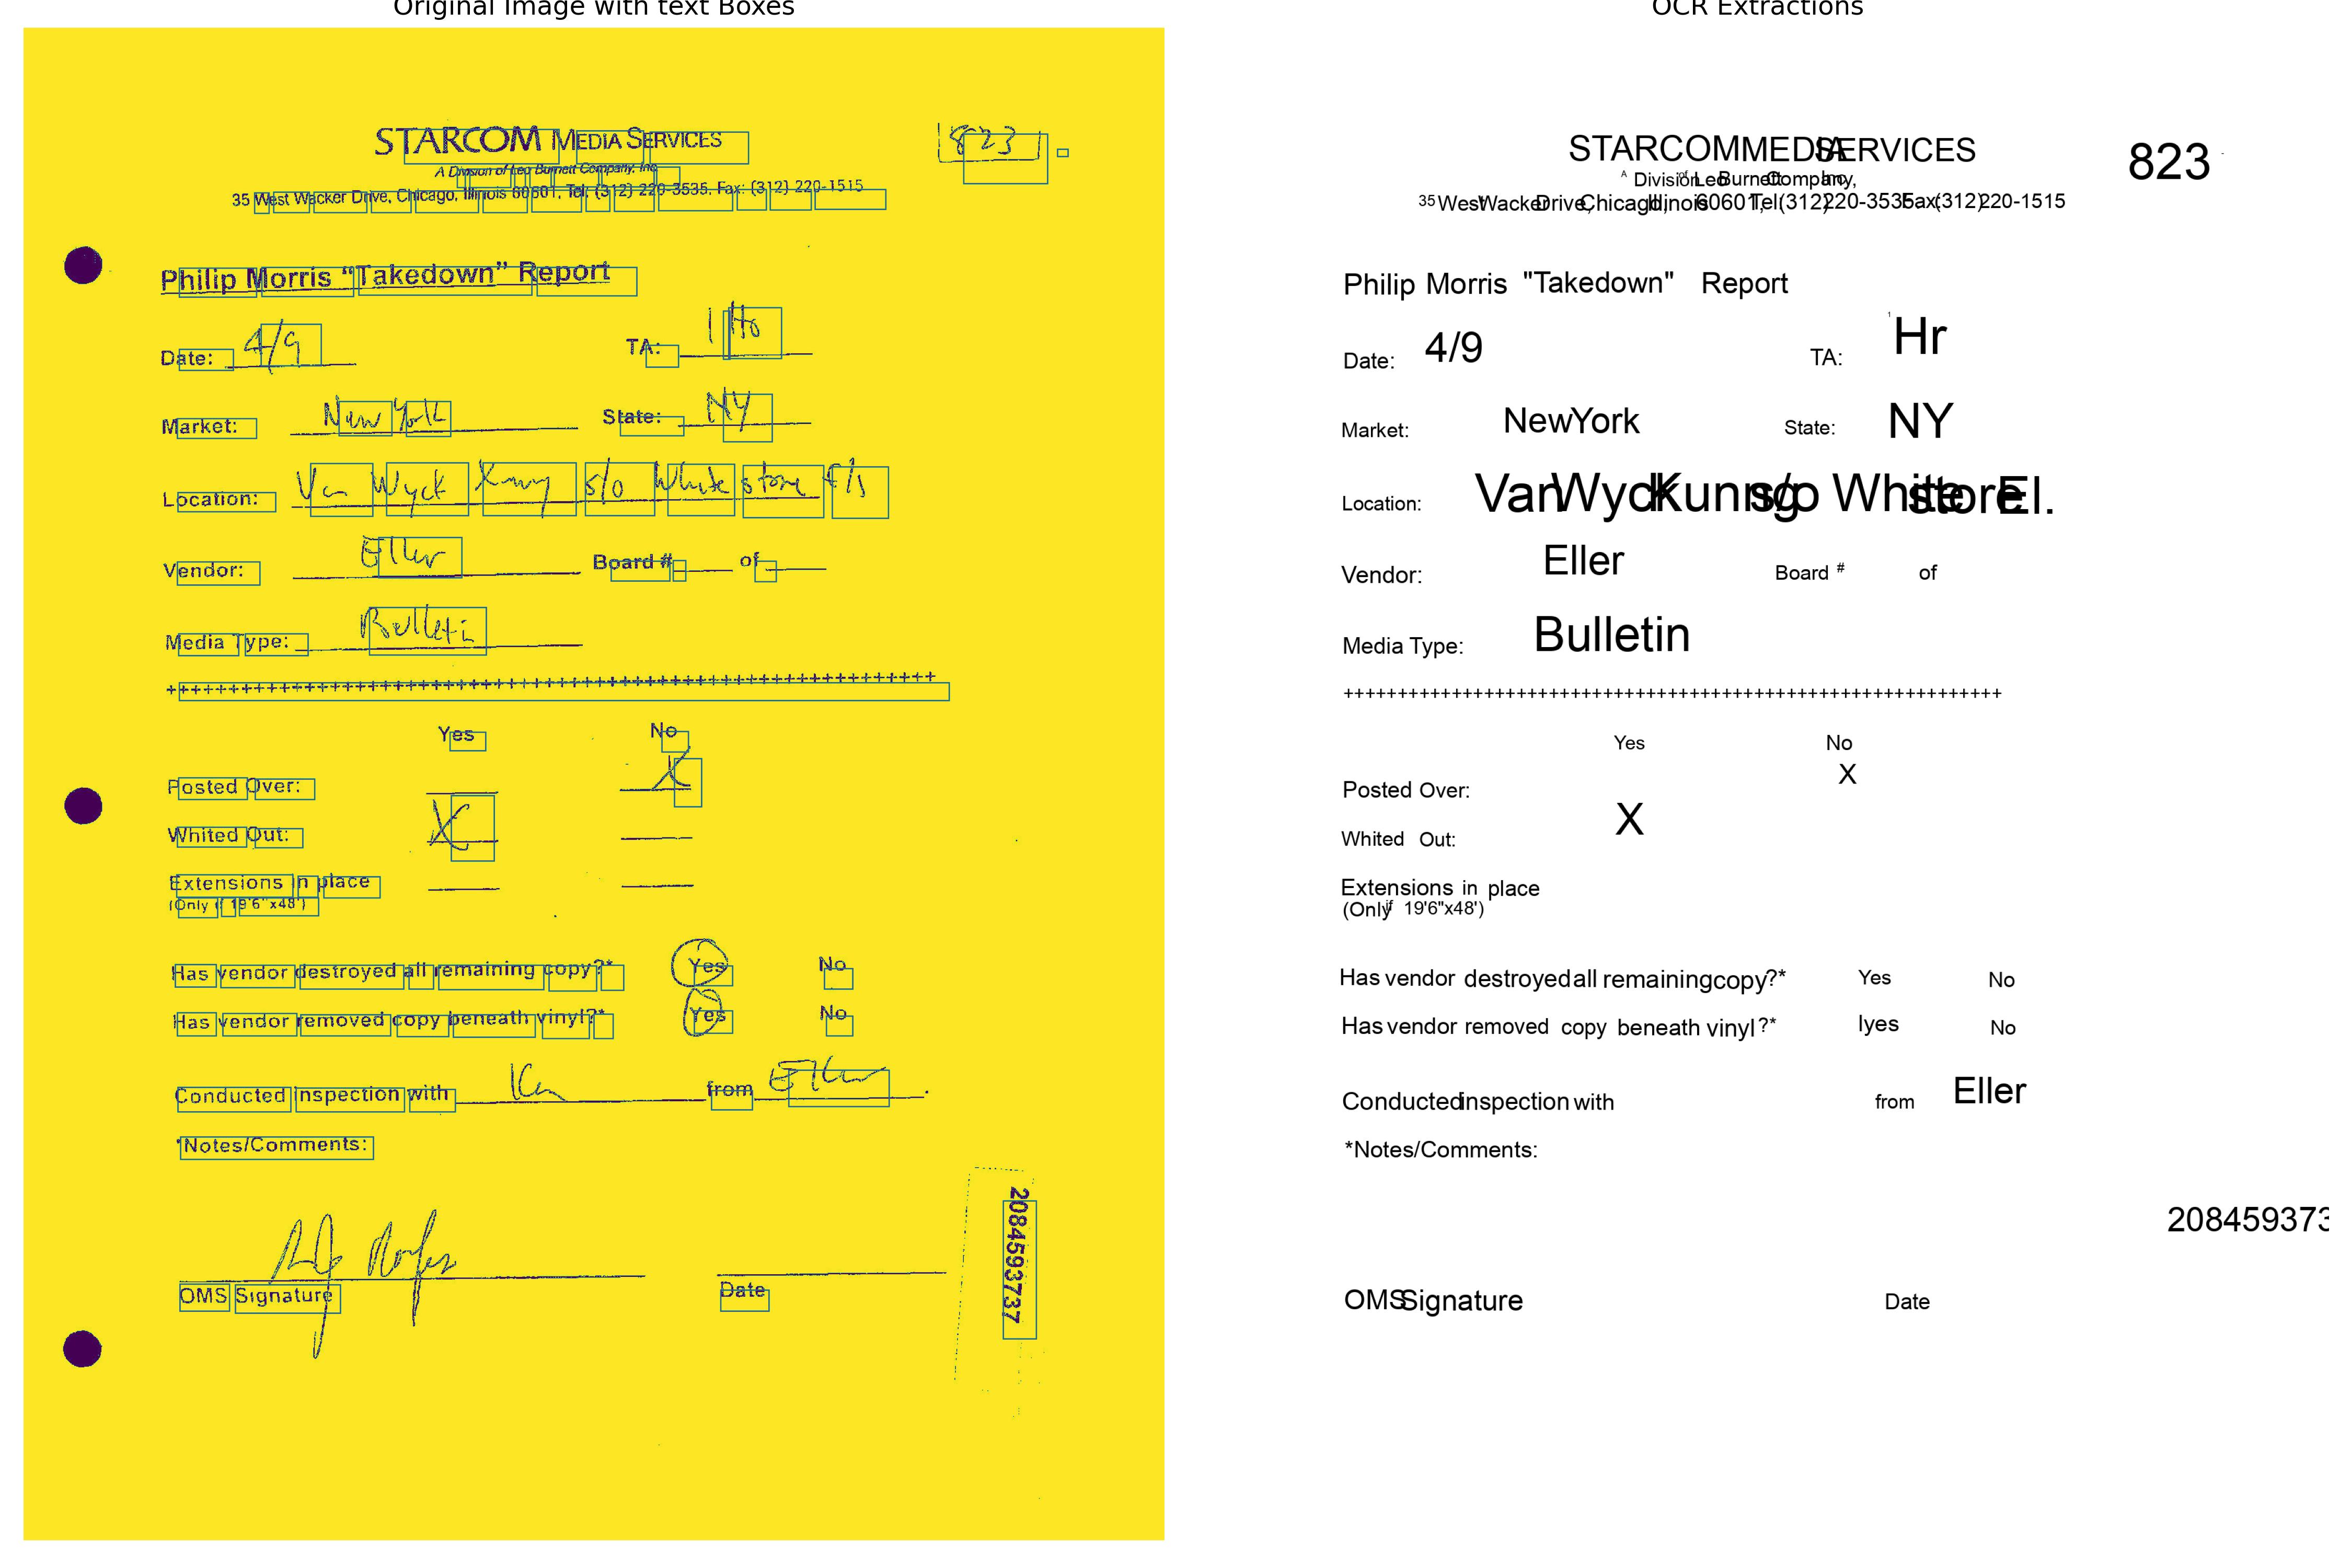 Original Image with text Boxes
STARCOM MEDIA SERVICES
A Division of Leo Burnett Company, Inc.
35 West Wacker Drive, Chicago, Illinois 60601, Tel: (312) 220-3535, Fax: (312) 220-1515
823
Philip Morris "Takedown" Report
Date: 4/9 TA:
Market: New York State: NY
Location: Van Wyck Xwy s/o Whitestone
Vendor: Eller Board # of
Media Type: Bulletin
+++++++++++++++++++++++++++++++++++++++++++++++++++++++++++++
Yes No
Posted Over: X
Whited Out: X
Extensions in place
(Only if 19'6"x48')
Has vendor destroyed all remaining copy?* Yes No
Has vendor removed copy beneath vinyl?* Yes No
Conducted inspection with from Eller
*Notes/Comments:
2084593737
OMS Signature Date
OCR Extractions
STARCOMMEDIA SERVICES
823
A Division of Leo Burnett Company, Inc.
35 West Wacker Drive, Chicago, Illinois 60601, Tel: (312) 220-3535, Fax: (312) 220-1515
Philip Morris "Takedown" Report
Date: 4/9 TA: Hr
Market: NewYork State: NY
Location: Van Wyck Kunng s/o White store El.
Vendor: Eller Board # of
Media Type: Bulletin
+++++++++++++++++++++++++++++++++++++++++++++++++++++++++++++
Yes No
X
Posted Over:
X
Whited Out:
Extensions in place
(Only if 19'6"x48')
Has vendor destroyed all remaining copy?* Yes No
Has vendor removed copy beneath vinyl?* lyes No
Conducted inspection with from Eller
*Notes/Comments:
208459373
OMS Signature Date